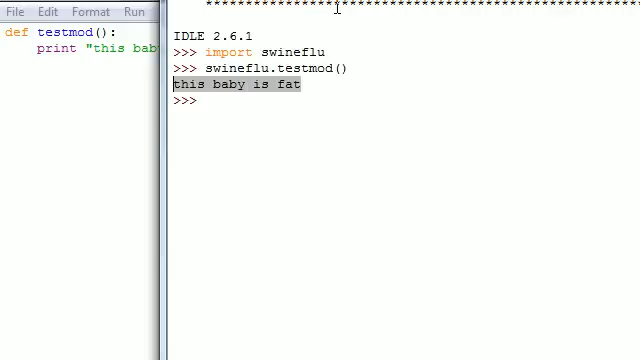 File Edit Format Run
def testmod():
print "this baby
********************************************************
IDLE 2.6.1
>>> import swineflu
>>> swineflu.testmod()
this baby is fat
>>>